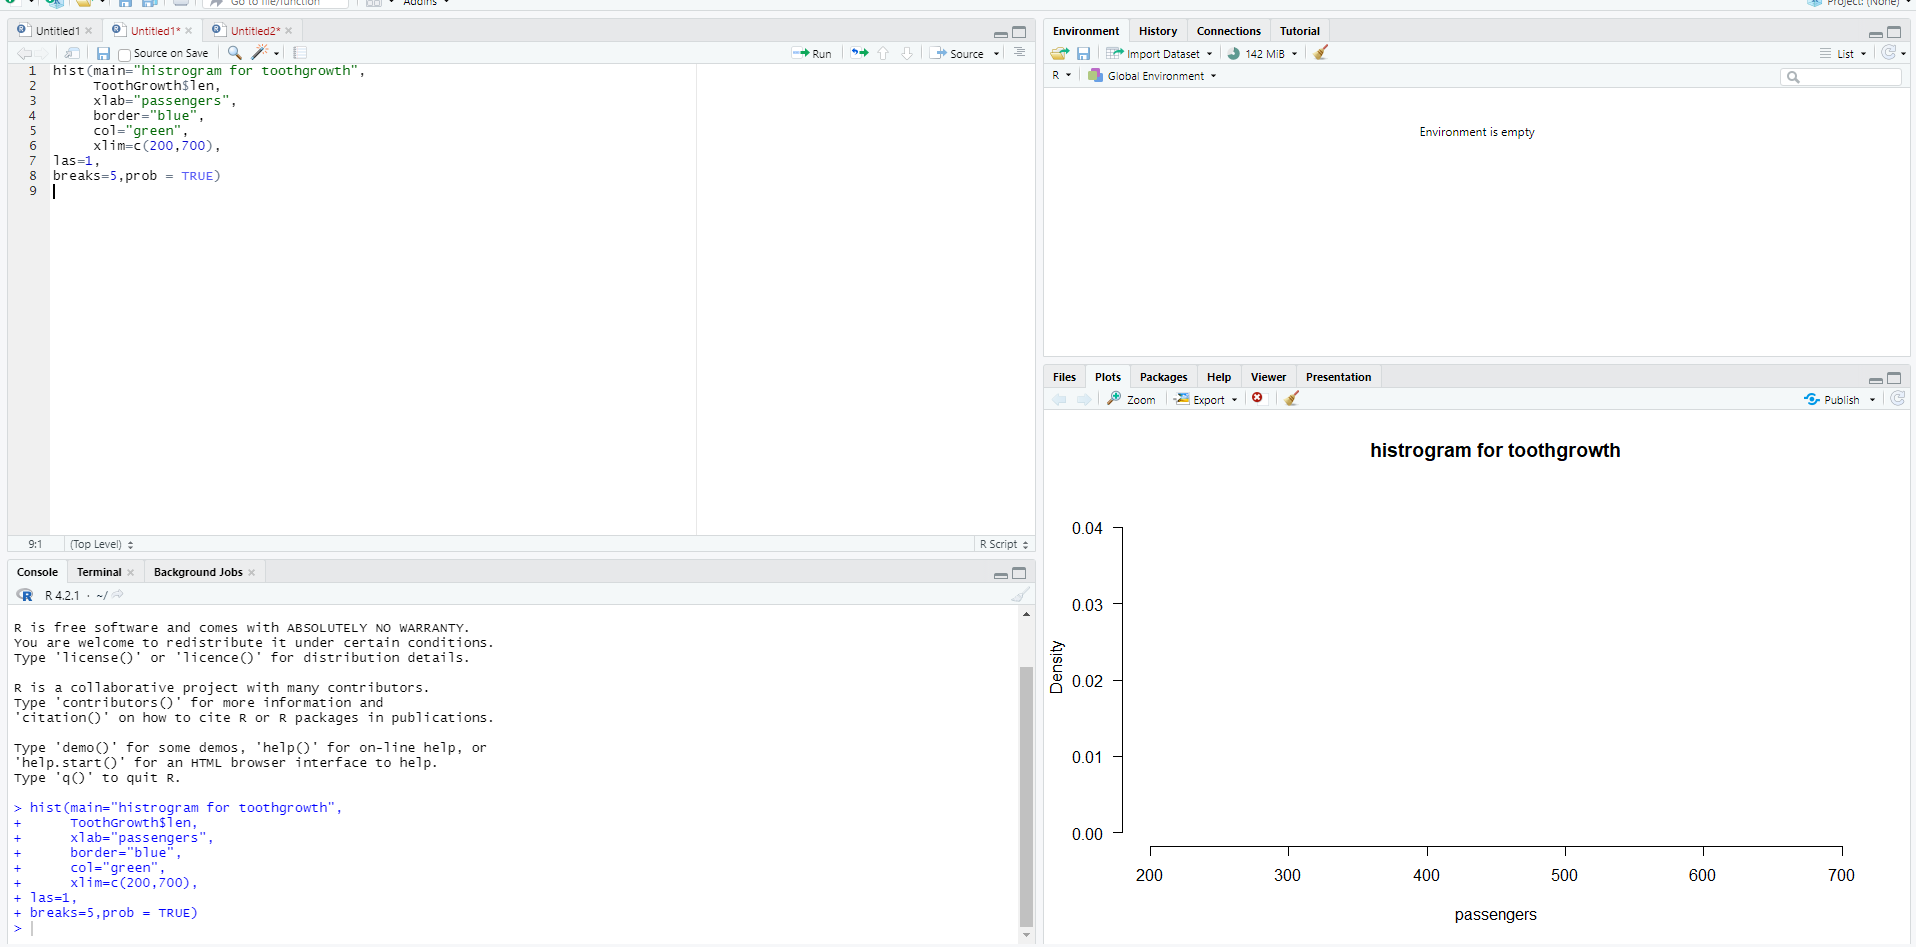 Go to file/function
Addins
Project: (None)
Untitled1
Untitled1*
Untitled2*
Source on Save
Run
Source
1 hist(main="histrogram for toothgrowth",
2 ToothGrowth$len,
3 xlab="passengers",
4 border="blue",
5 col="green",
6 xlim=c(200,700),
7 las=1,
8 breaks=5,prob = TRUE)
9
9:1
(Top Level)
R Script
Console
Terminal
Background Jobs
R 4.2.1 · ~/
R is free software and comes with ABSOLUTELY NO WARRANTY.
You are welcome to redistribute it under certain conditions.
Type 'license()' or 'licence()' for distribution details.
R is a collaborative project with many contributors.
Type 'contributors()' for more information and
'citation()' on how to cite R or R packages in publications.
Type 'demo()' for some demos, 'help()' for on-line help, or
'help.start()' for an HTML browser interface to help.
Type 'q()' to quit R.
> hist(main="histrogram for toothgrowth",
+ ToothGrowth$len,
+ xlab="passengers",
+ border="blue",
+ col="green",
+ xlim=c(200,700),
+ las=1,
+ breaks=5,prob = TRUE)
>
Environment
History
Connections
Tutorial
Import Dataset
142 MiB
List
R
Global Environment
Environment is empty
Files
Plots
Packages
Help
Viewer
Presentation
Zoom
Export
Publish
histrogram for toothgrowth
0.04
0.03
0.02
0.01
0.00
Density
200
300
400
500
600
700
passengers